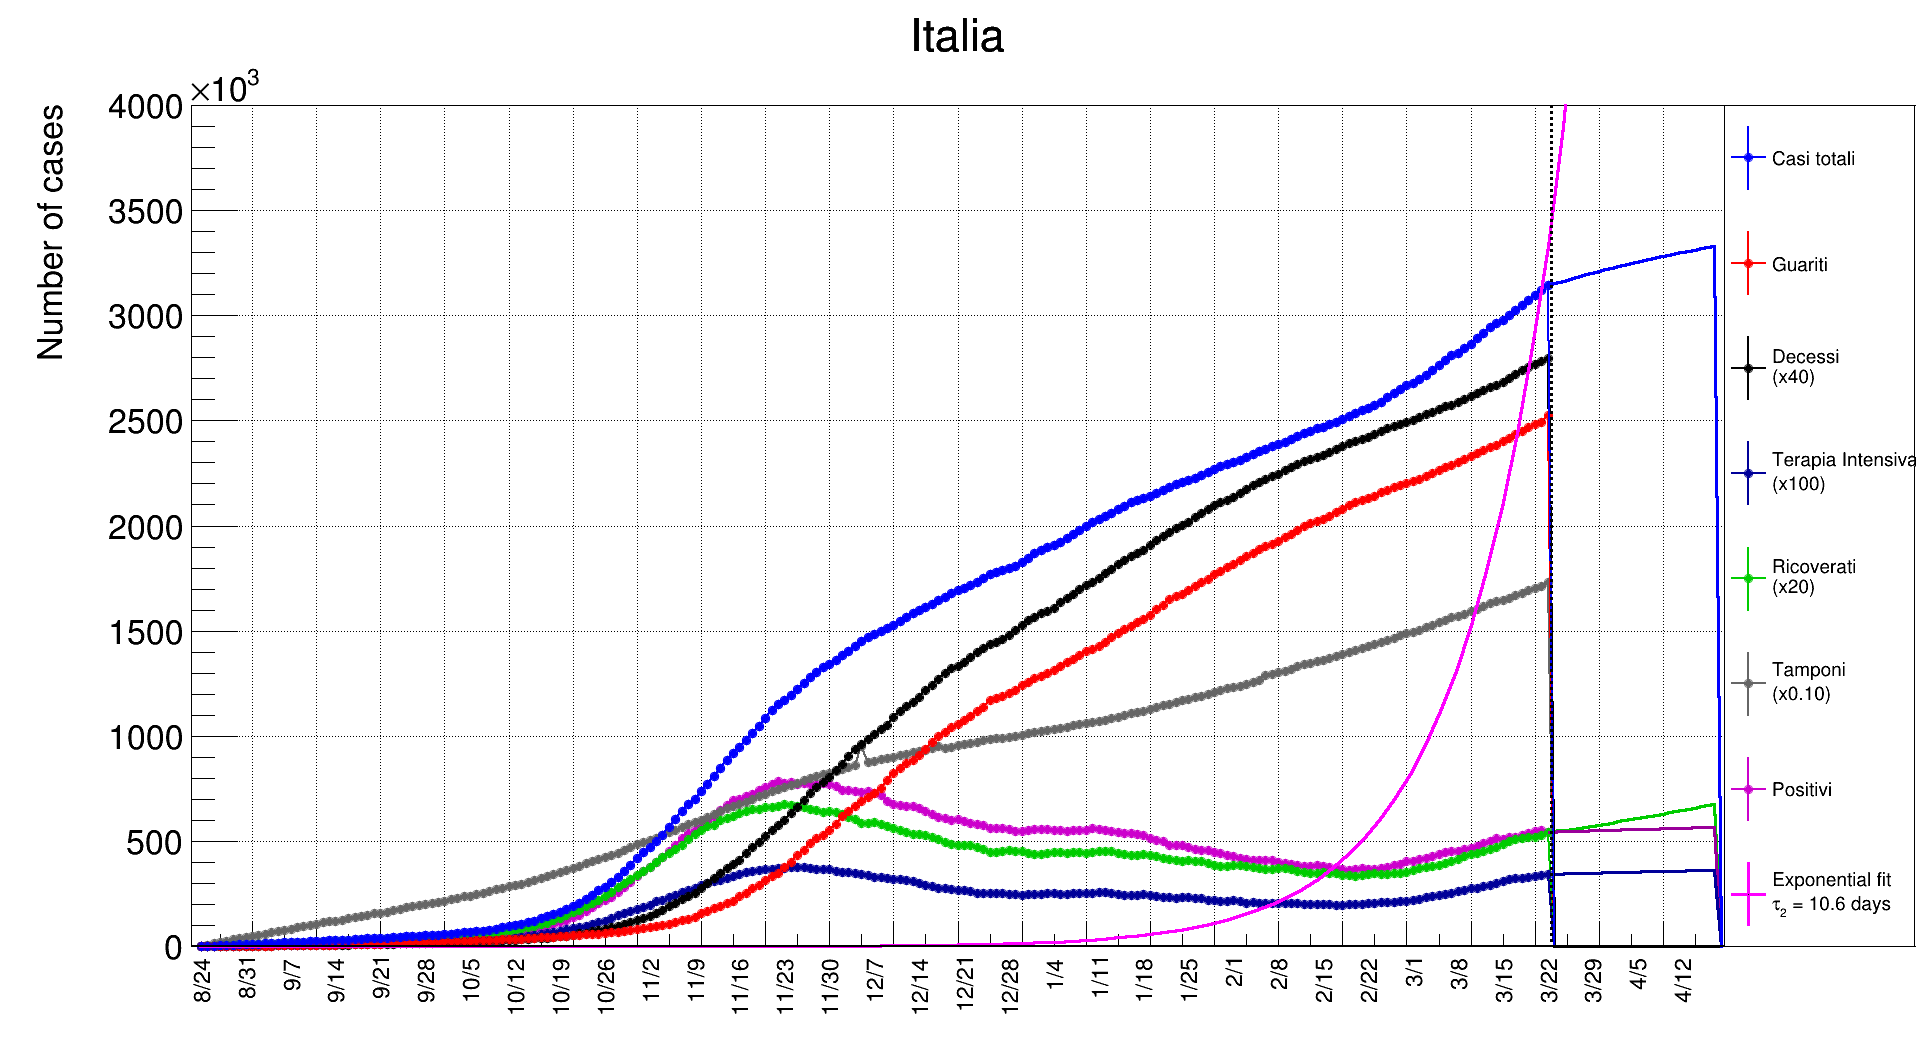 Italia
×10³
Number of cases
4000
3500
3000
2500
2000
1500
1000
500
0
8/24
8/31
9/7
9/14
9/21
9/28
10/5
10/12
10/19
10/26
11/2
11/9
11/16
11/23
11/30
12/7
12/14
12/21
12/28
1/4
1/11
1/18
1/25
2/1
2/8
2/15
2/22
3/1
3/8
3/15
3/22
3/29
4/5
4/12
Casi totali
Guariti
Decessi
(x40)
Terapia Intensiva
(x100)
Ricoverati
(x20)
Tamponi
(x0.10)
Positivi
Exponential fit
τ₂ = 10.6 days